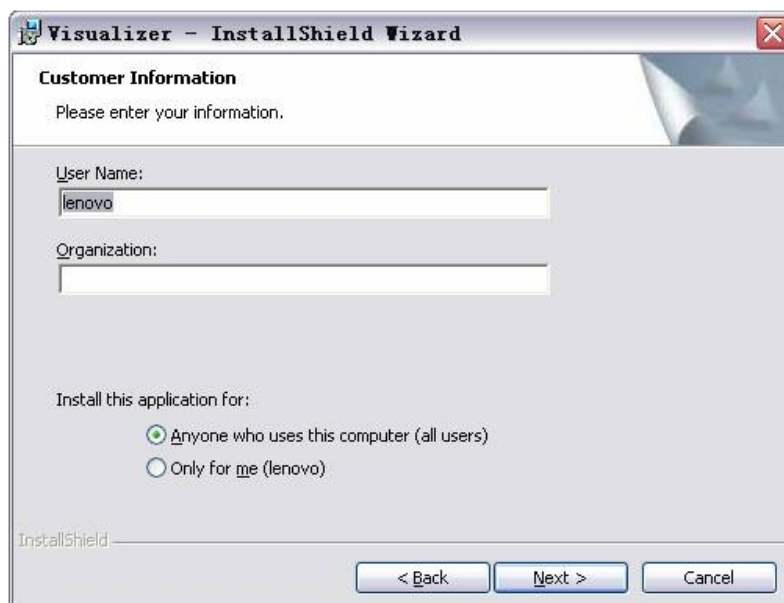 Visualizer - InstallShield Wizard
Customer Information
Please enter your information.
User Name:
lenovo
Organization:
Install this application for:
Anyone who uses this computer (all users)
Only for me (lenovo)
InstallShield
< Back
Next >
Cancel